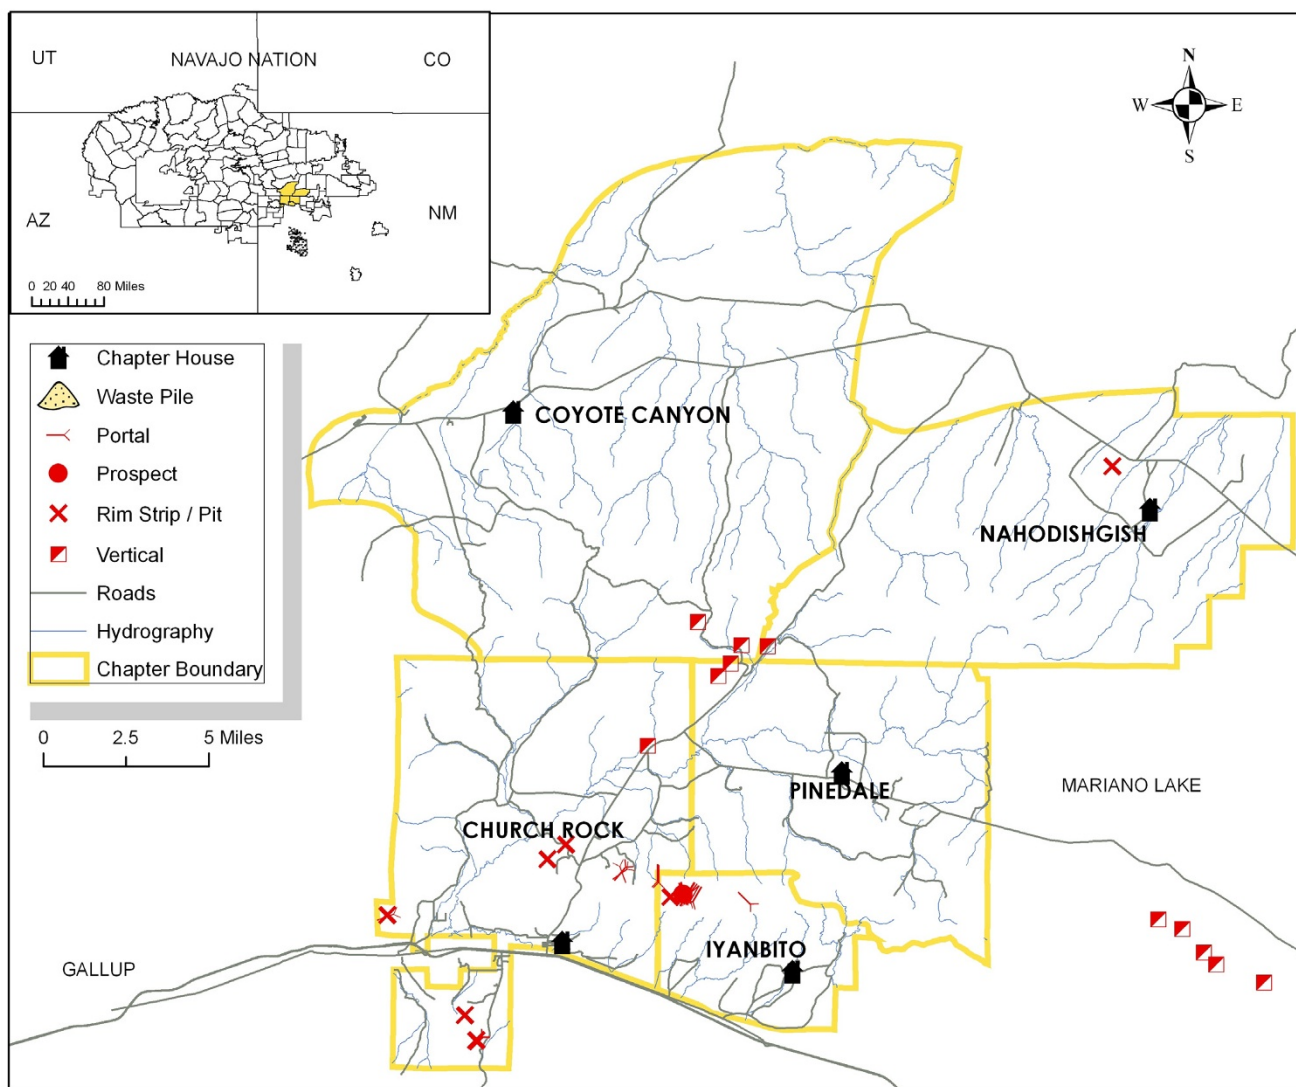 UT
NAVAJO NATION
CO
AZ
NM
0 20 40 80 Miles
N
W E
S
Chapter House
Waste Pile
Portal
Prospect
Rim Strip / Pit
Vertical
Roads
Hydrography
Chapter Boundary
0 2.5 5 Miles
COYOTE CANYON
NAHODISHGISH
PINEDALE
MARIANO LAKE
CHURCH ROCK
IYANBITO
GALLUP